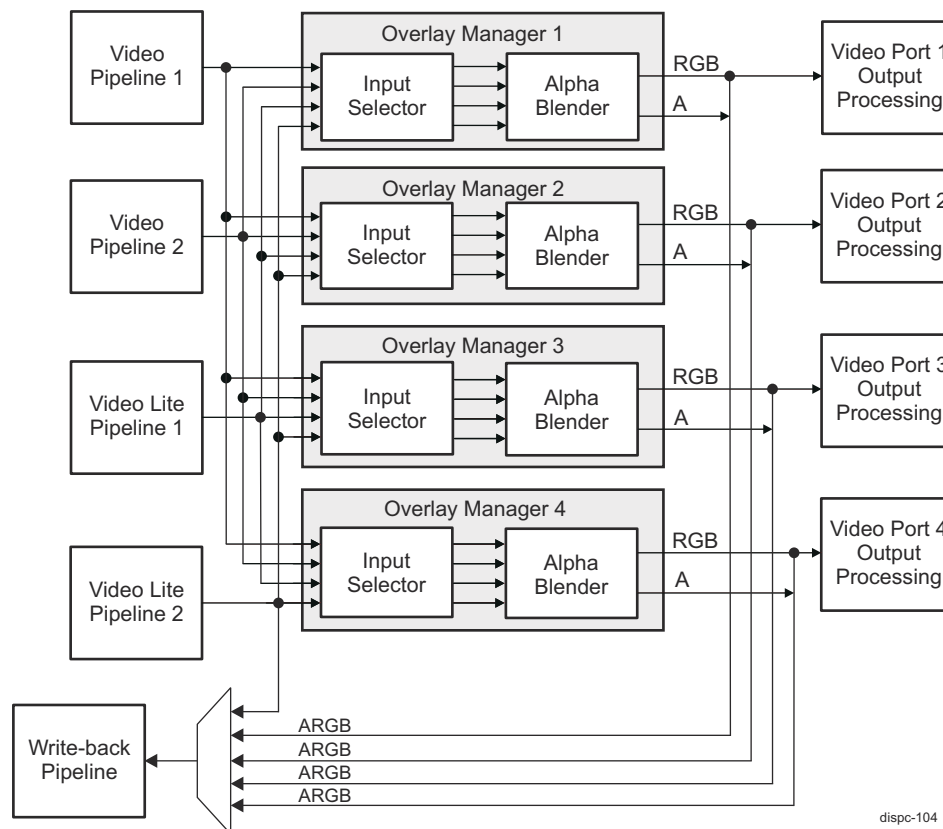 Video
Pipeline 1
Overlay Manager 1
Input
Selector
Alpha
Blender
RGB
A
Video Port 1
Output
Processing
Video
Pipeline 2
Overlay Manager 2
Input
Selector
Alpha
Blender
RGB
A
Video Port 2
Output
Processing
Video Lite
Pipeline 1
Overlay Manager 3
Input
Selector
Alpha
Blender
RGB
A
Video Port 3
Output
Processing
Video Lite
Pipeline 2
Overlay Manager 4
Input
Selector
Alpha
Blender
RGB
A
Video Port 4
Output
Processing
Write-back
Pipeline
ARGB
ARGB
ARGB
ARGB
dispc-104